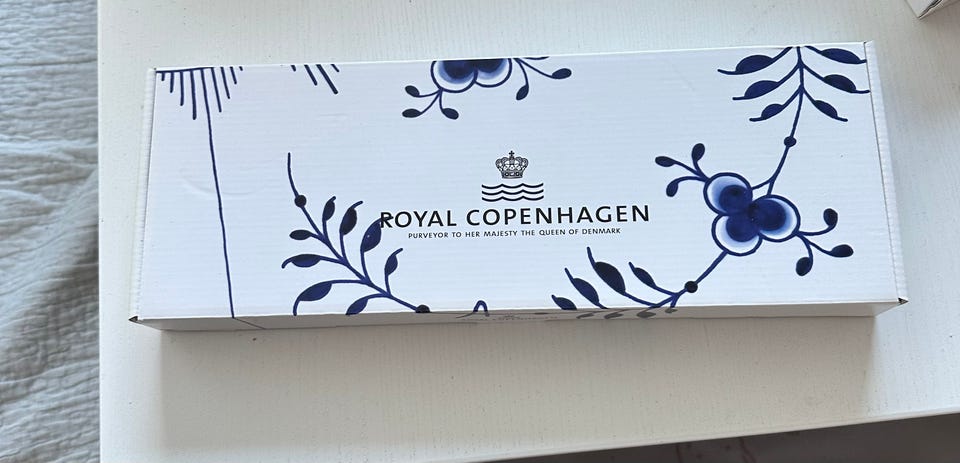 ROYAL COPENHAGEN
PURVEYOR TO HER MAJESTY THE QUEEN OF DENMARK